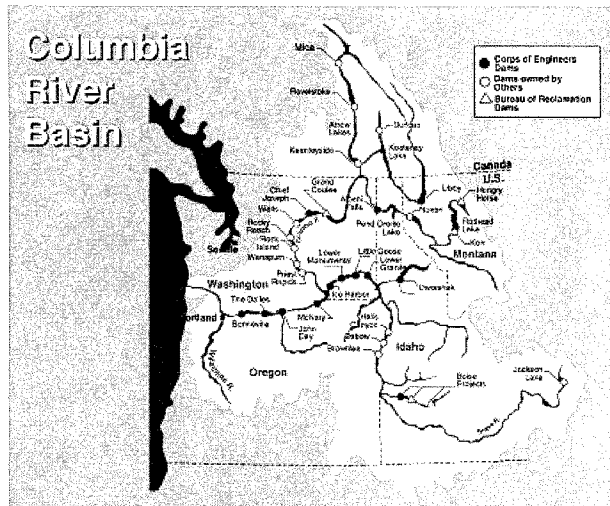 Columbia
River
Basin
Corps of Engineers
Dams
Dams owned by
Others
Bureau of Reclamation
Dams
Mica
Revelstoke
Arrow
Lakes
Duncan
Kootenay
Lake
Keenleyside
Canada
U.S.
Grand
Coulee
Chief
Joseph
Albeni
Falls
Libby
Hungry
Horse
Wells
Rocky
Reach
Rock
Island
Wanapum
Seattle
Noxon
Pend Oreille
Lake
Flathead
Lake
Kerr
Montana
Lower
Monumental
Little Goose
Lower
Granite
Washington
Priest
Rapids
Ice Harbor
Dworshak
The Dalles
Portland
Bonneville
McNary
John
Day
Hells
Canyon
Oxbow
Brownlee
Idaho
Willamette R.
Oregon
Boise
Projects
Jackson
Lake
Snake R.